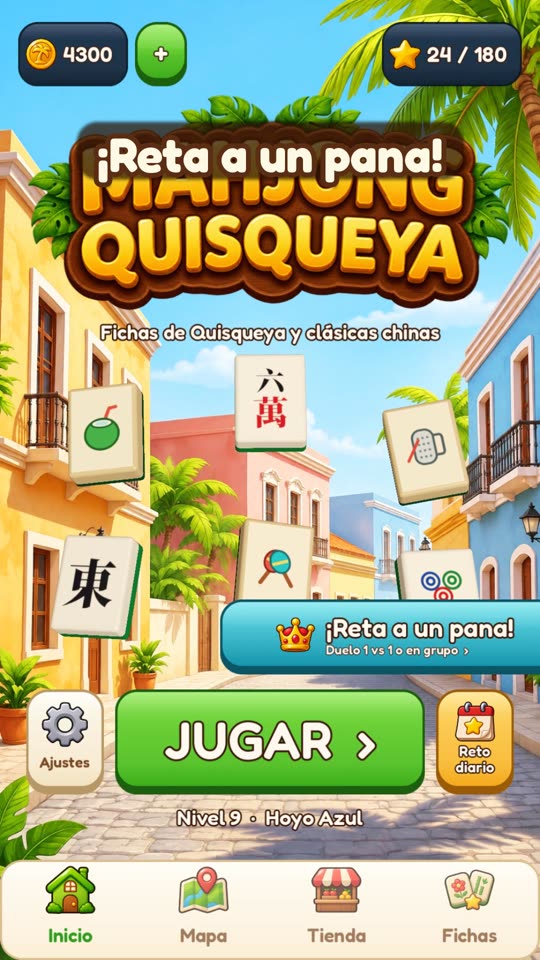 4300
+
24 / 180
¡Reta a un pana!
MAHJONG
QUISQUEYA
Fichas de Quisqueya y clásicas chinas
六
萬
東
¡Reta a un pana!
Duelo 1 vs 1 o en grupo ›
Ajustes
JUGAR ›
Reto
diario
Nivel 9 · Hoyo Azul
Inicio
Mapa
Tienda
Fichas